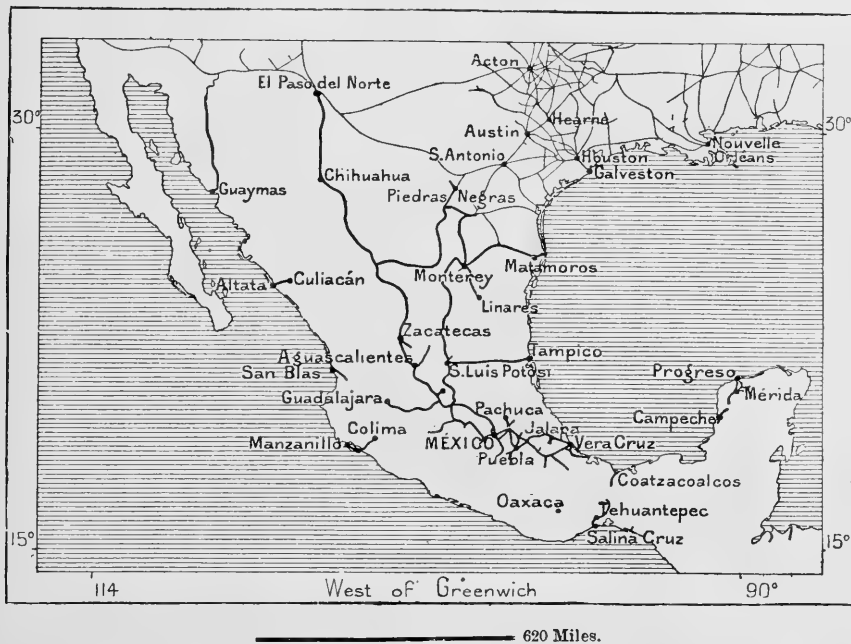 Acton
El Paso del Norte
30°
Hearne
30°
Austin
Nouvelle
Orléans
S. Antonio
Houston
Galveston
Chihuahua
Piedras Negras
Guaymas
Matamoros
Monterey
Altata
Culiacán
Linares
Zacatecas
Aguascalientes
Tampico
San Blas
S. Luis Potosi
Progreso
Mérida
Guadalajara
Pachuca
Campeche
Colima
Jalapa
Manzanillo
MÉXICO
Vera Cruz
Puebla
Coatzacoalcos
Oaxaca
Tehuantepec
15°
Salina Cruz
15°
114
West of Greenwich
90°
620 Miles.